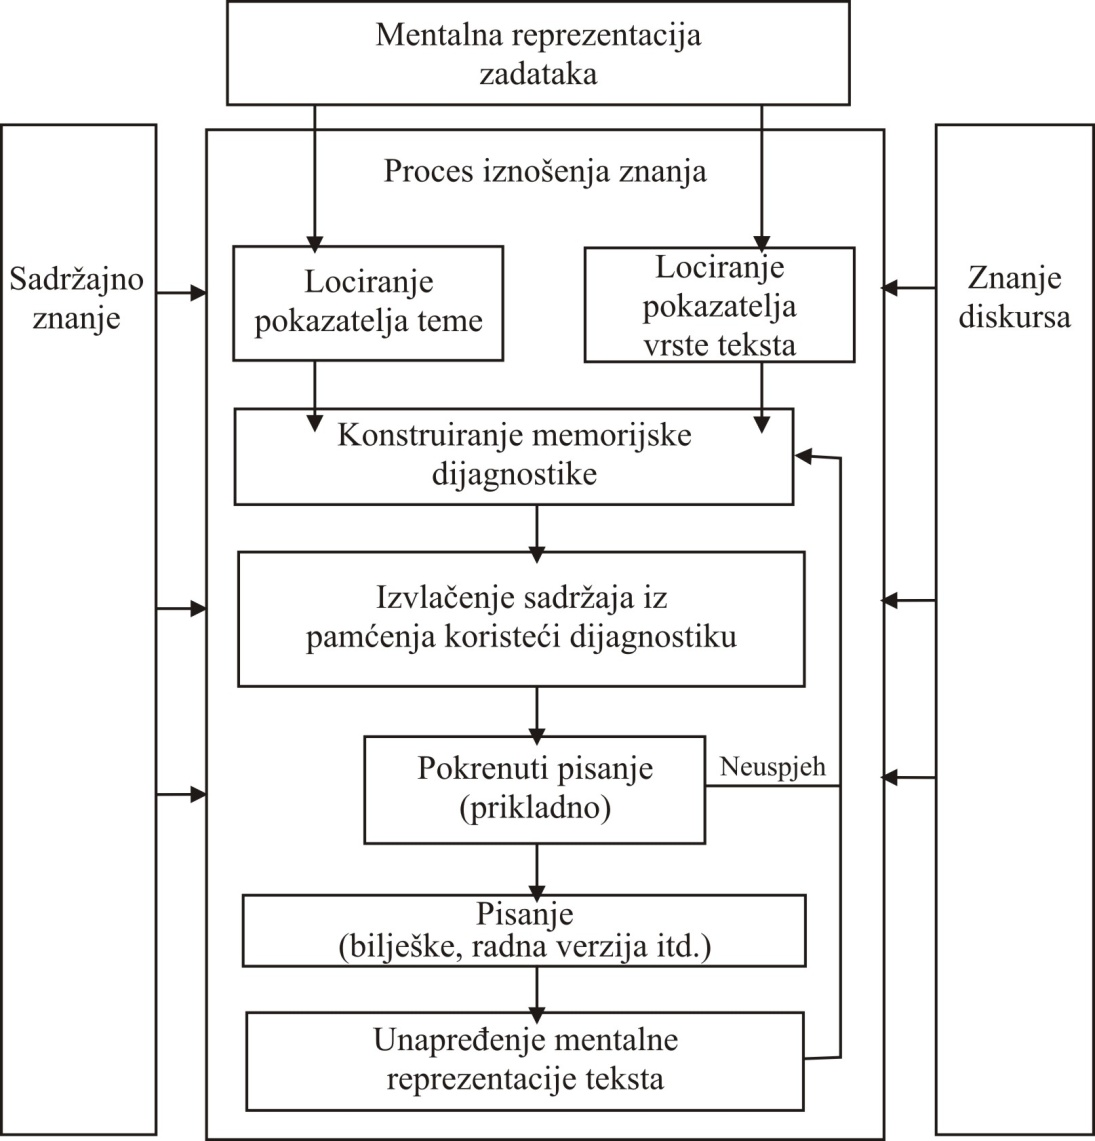 Mentalna reprezentacija
zadataka
Proces iznošenja znanja
Sadržajno
znanje
Lociranje
pokazatelja teme
Lociranje
pokazatelja
vrste teksta
Znanje
diskursa
Konstruiranje memorijske
dijagnostike
Izvlačenje sadržaja iz
pamćenja koristeći dijagnostiku
Pokrenuti pisanje
(prikladno)
Neuspjeh
Pisanje
(bilješke, radna verzija itd.)
Unapređenje mentalne
reprezentacije teksta